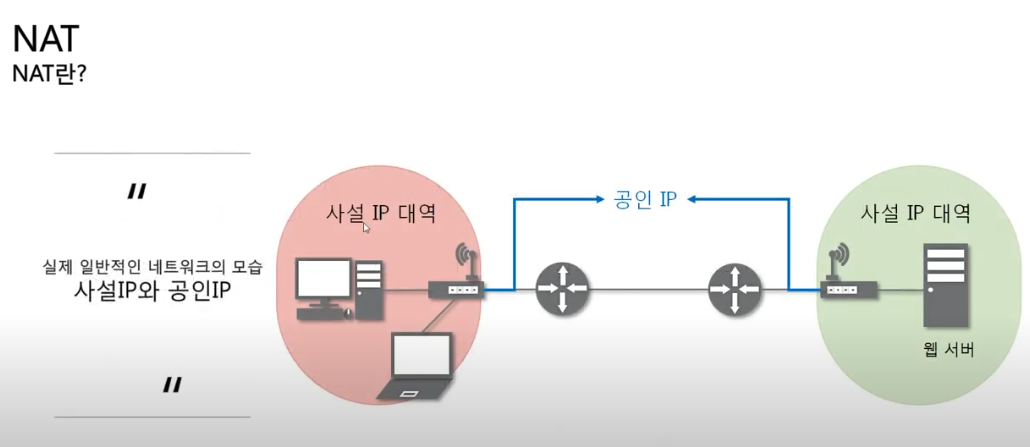 NAT
NAT란?
"
실제 일반적인 네트워크의 모습
사설IP와 공인IP
"
사설 IP 대역
공인 IP
사설 IP 대역
웹 서버